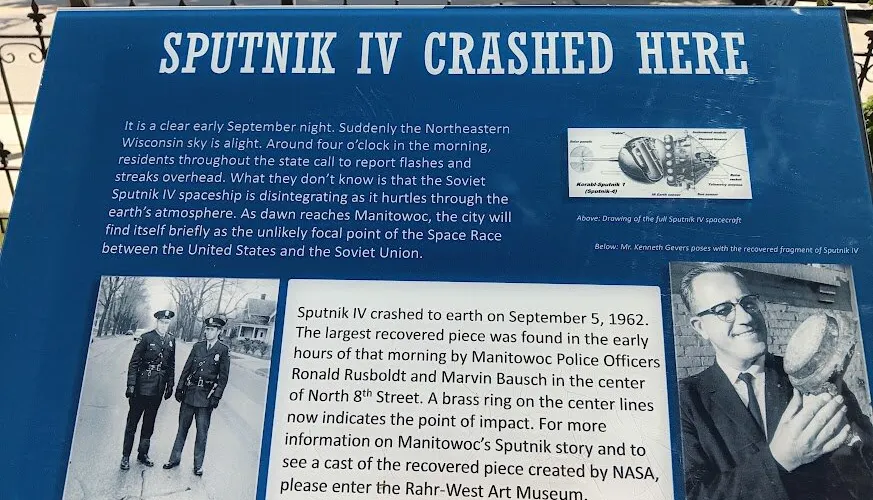 SPUTNIK IV CRASHED HERE
It is a clear early September night. Suddenly the Northeastern
Wisconsin sky is alight. Around four o'clock in the morning,
residents throughout the state call to report flashes and
streaks overhead. What they don't know is that the Soviet
Sputnik IV spaceship is disintegrating as it hurtles through the
earth's atmosphere. As dawn reaches Manitowoc, the city will
find itself briefly as the unlikely focal point of the Space Race
between the United States and the Soviet Union.
Korabl-Sputnik 1
(Sputnik-4)
Above: Drawing of the full Sputnik IV spacecraft
Below: Mr. Kenneth Gevers poses with the recovered fragment of Sputnik IV
Sputnik IV crashed to earth on September 5, 1962.
The largest recovered piece was found in the early
hours of that morning by Manitowoc Police Officers
Ronald Rusboldt and Marvin Bausch in the center
of North 8th Street. A brass ring on the center lines
now indicates the point of impact. For more
information on Manitowoc's Sputnik story and to
see a cast of the recovered piece created by NASA,
please enter the Rahr-West Art Museum.